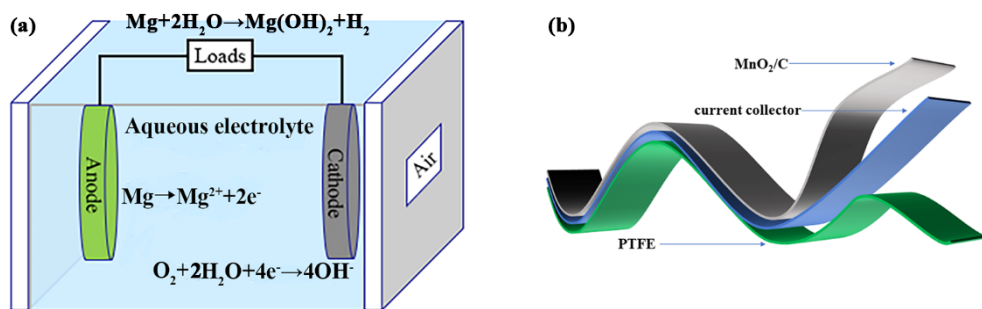 (a)
Mg+2H₂O→Mg(OH)₂+H₂
Loads
Aqueous electrolyte
Anode
Cathode
Air
Mg→Mg²⁺+2e⁻
O₂+2H₂O+4e⁻→4OH⁻
(b)
MnO₂/C
current collector
PTFE